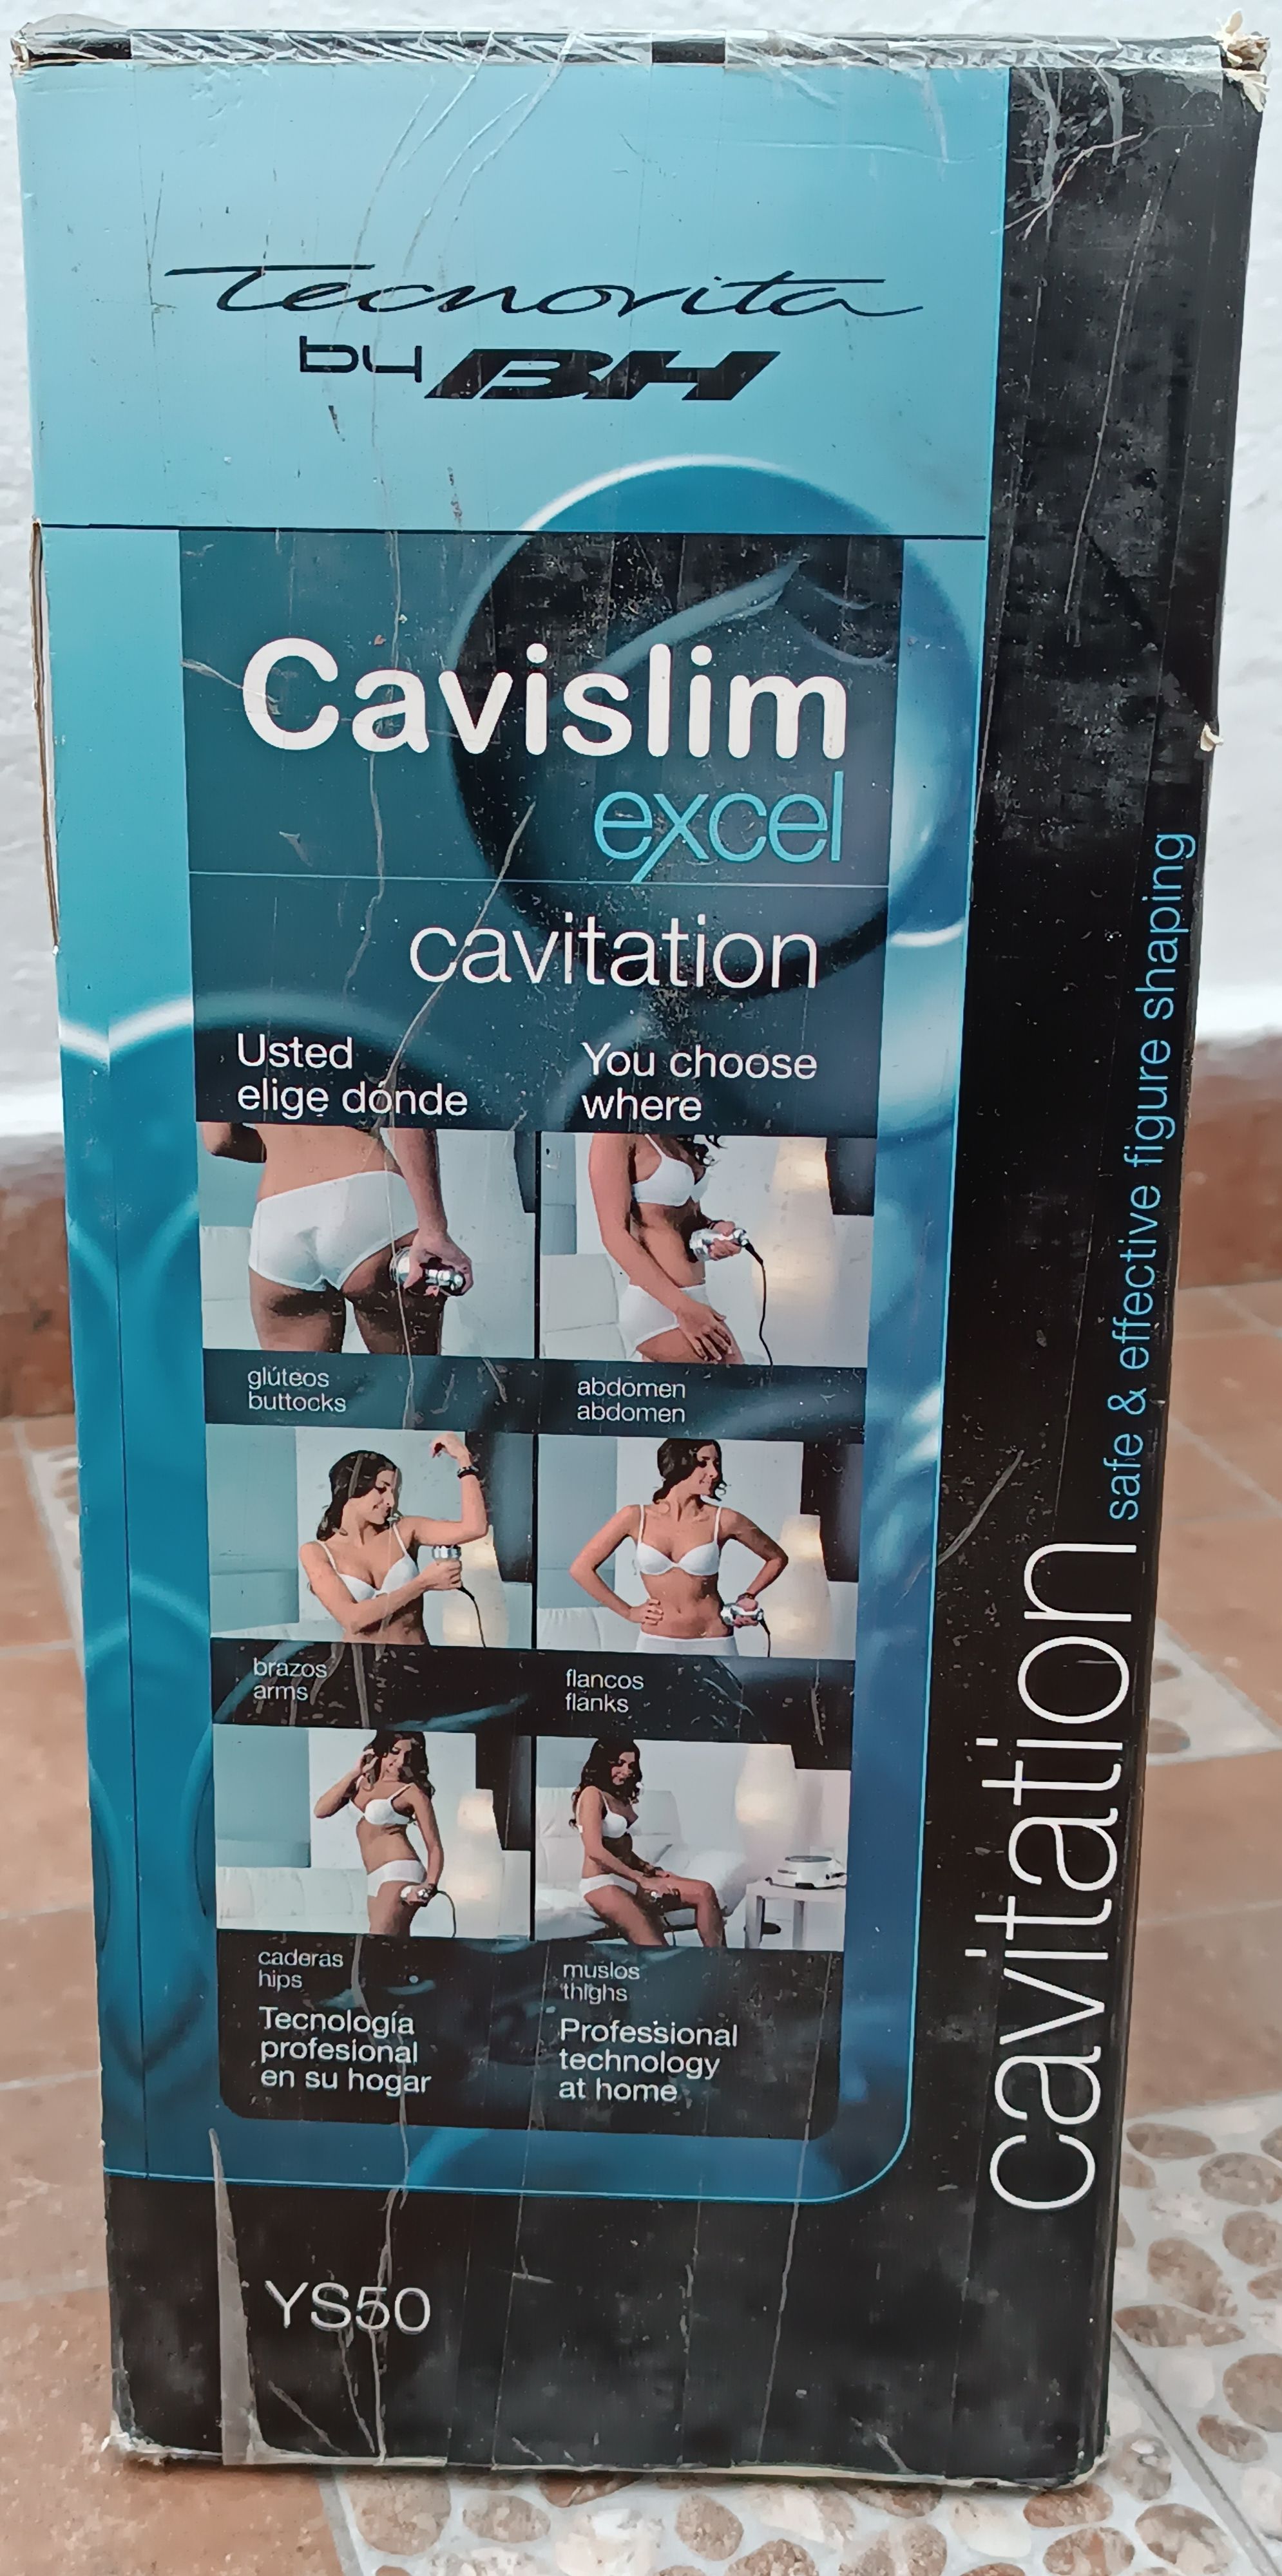 Tecnovita
by BH
Cavislim
excel
cavitation
Usted
elige dónde
You choose
where
glúteos
buttocks
abdomen
abdomen
brazos
arms
flancos
flanks
caderas
hips
muslos
thighs
Tecnología
profesional
en su hogar
Professional
technology
at home
YS50
cavitation safe & effective figure shaping